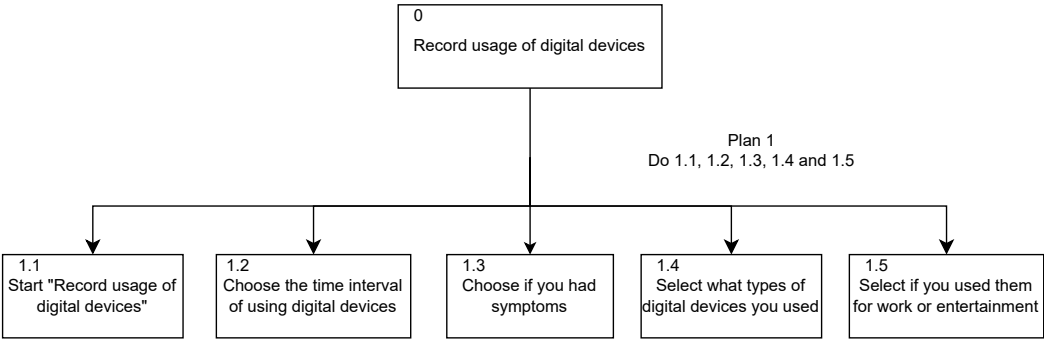 0
Record usage of digital devices
Plan 1
Do 1.1, 1.2, 1.3, 1.4 and 1.5
1.1
Start "Record usage of
digital devices"
1.2
Choose the time interval
of using digital devices
1.3
Choose if you had
symptoms
1.4
Select what types of
digital devices you used
1.5
Select if you used them
for work or entertainment